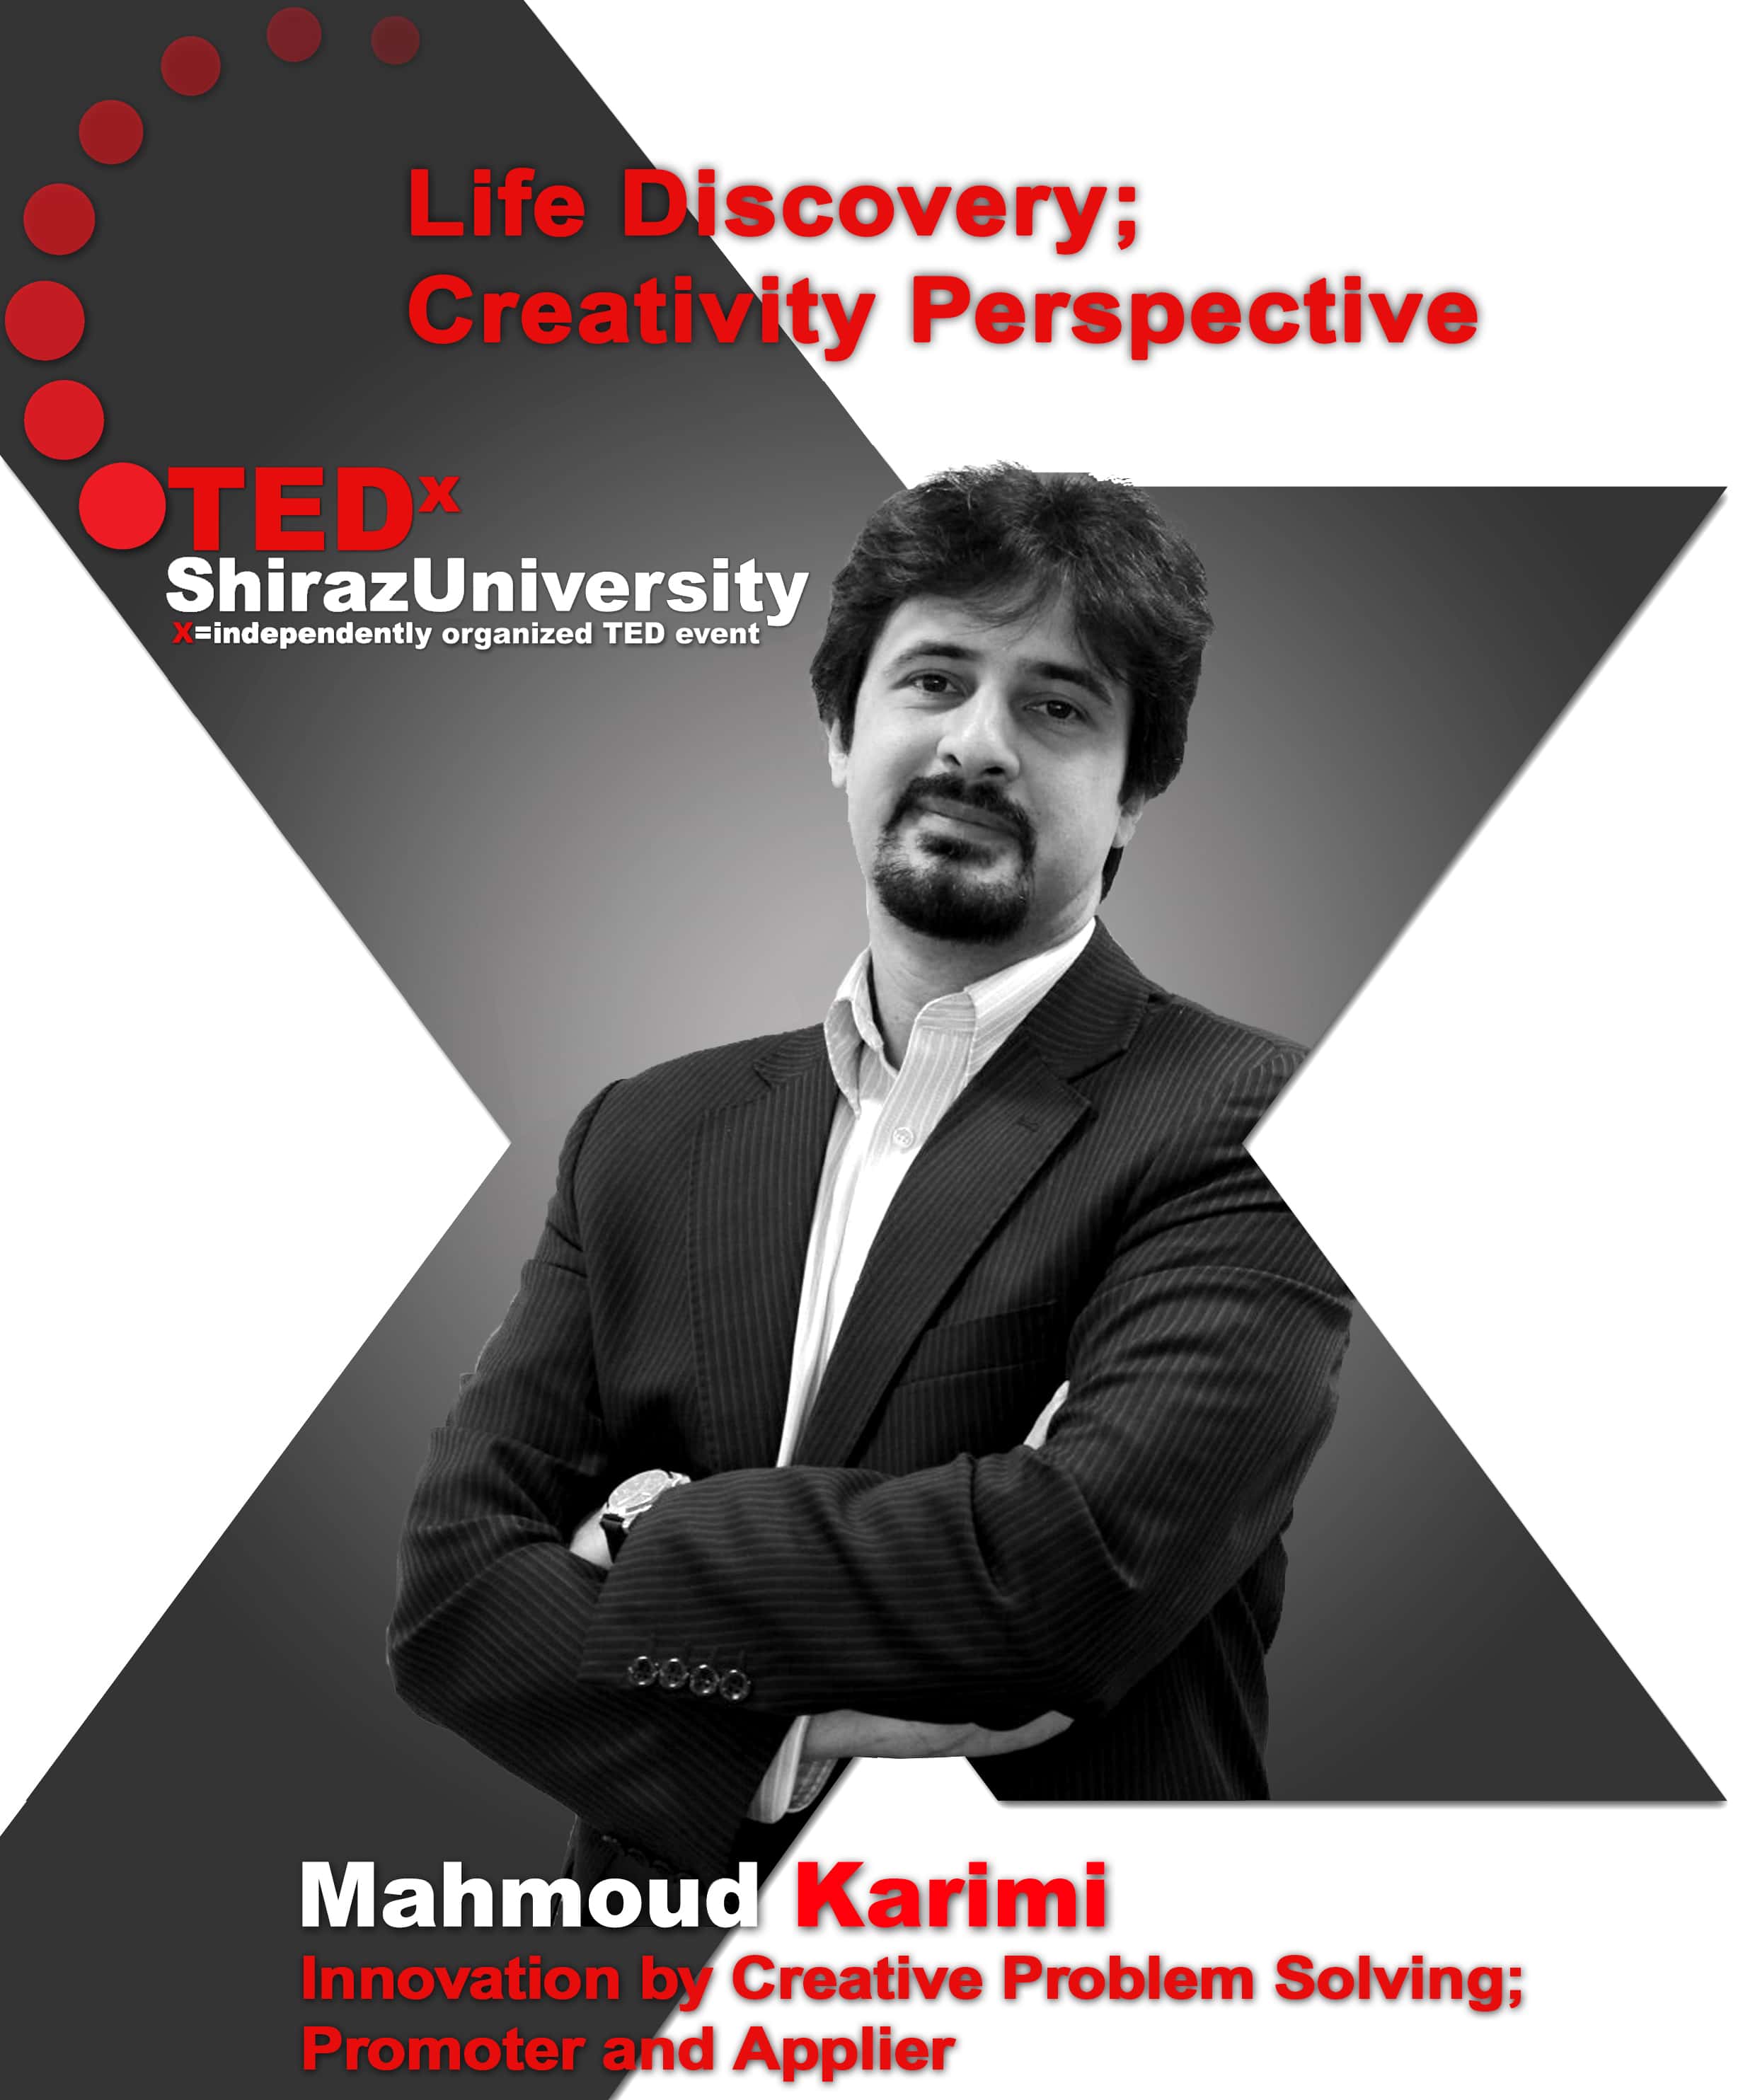 Life Discovery;
Creativity Perspective
TEDx
ShirazUniversity
X=independently organized TED event
Mahmoud Karimi
Innovation by Creative Problem Solving;
Promoter and Applier